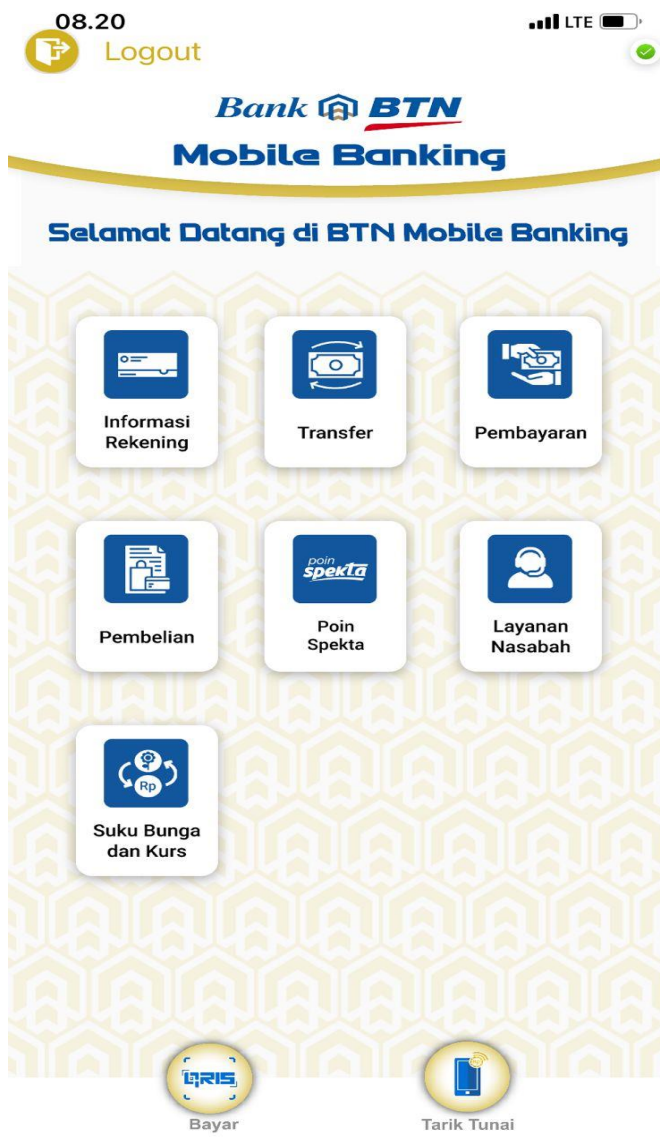 08.20
LTE
Logout
Bank BTN
Mobile Banking
Selamat Datang di BTN Mobile Banking
Informasi
Rekening
Transfer
Pembayaran
Pembelian
poin
spekta
Poin
Spekta
Layanan
Nasabah
Rp
Suku Bunga
dan Kurs
QRIS
Bayar
Tarik Tunai